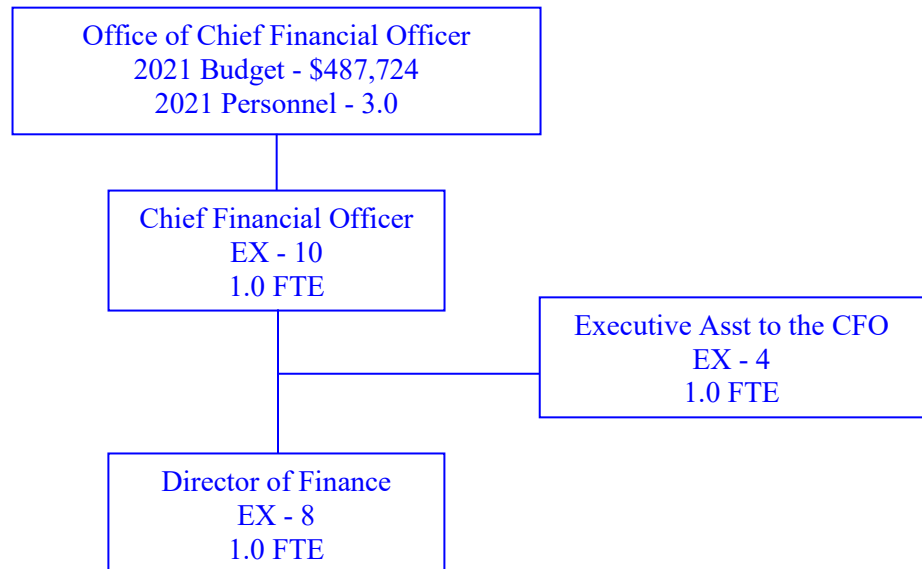 Office of Chief Financial Officer
2021 Budget - $487,724
2021 Personnel - 3.0
Chief Financial Officer
EX - 10
1.0 FTE
Executive Asst to the CFO
EX - 4
1.0 FTE
Director of Finance
EX - 8
1.0 FTE